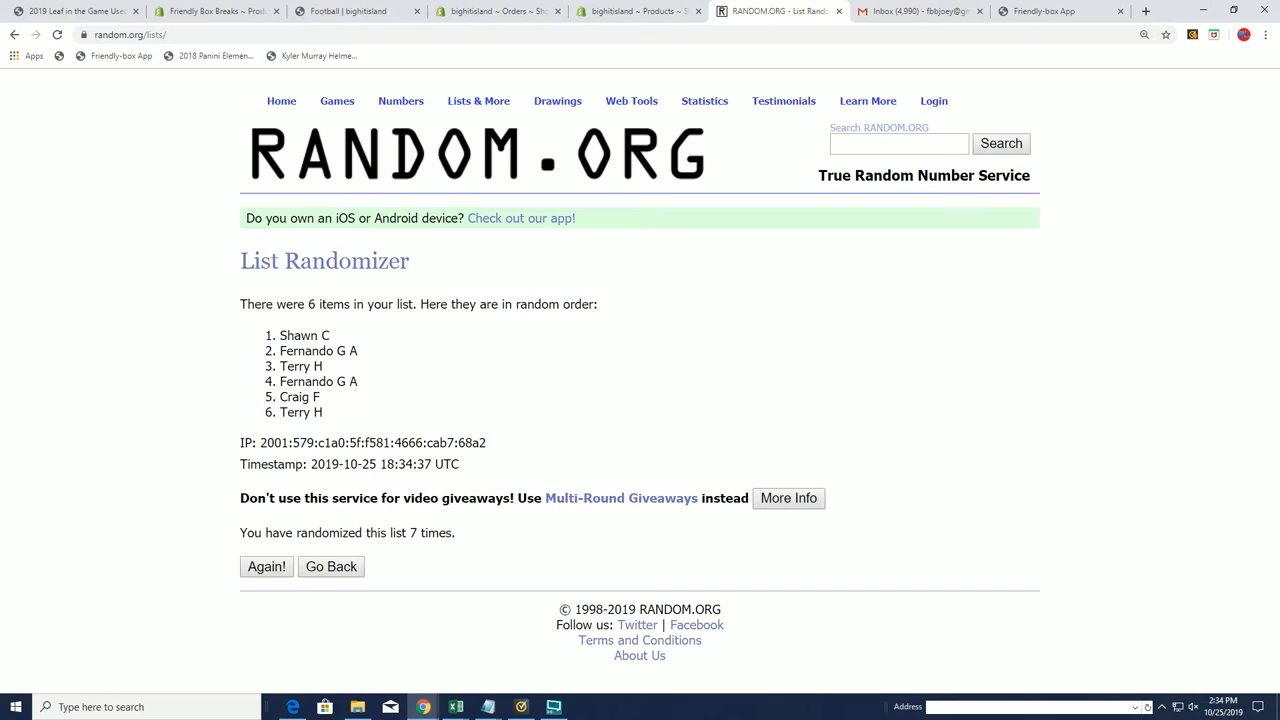 2019 Leaf in the Game Used
Friendly Box Breaks - Produ
Football | bighitisland
bighitisland ~ Orders ~ Sho
bighitisland ~ Products ~ S
RANDOM.ORG - List Rando
Inbox (4,990) - fbbjoey@gm
Friendly-box App
random.org/lists/
Apps
Friendly-box App
2018 Panini Elemen...
Kyler Murray Helme...
Home Games Numbers Lists & More Drawings Web Tools Statistics Testimonials Learn More Login
RANDOM.ORG
Search RANDOM.ORG
Search
True Random Number Service
Do you own an iOS or Android device? Check out our app!
List Randomizer
There were 6 items in your list. Here they are in random order:
1. Shawn C
2. Fernando G A
3. Terry H
4. Fernando G A
5. Craig F
6. Terry H
IP: 2001:579:c1a0:5f:f581:4666:cab7:68a2
Timestamp: 2019-10-25 18:34:37 UTC
Don't use this service for video giveaways! Use Multi-Round Giveaways instead More Info
You have randomized this list 7 times.
Again! Go Back
© 1998-2019 RANDOM.ORG
Follow us: Twitter | Facebook
Terms and Conditions
About Us
Type here to search
Address
2:34 PM
10/25/2019